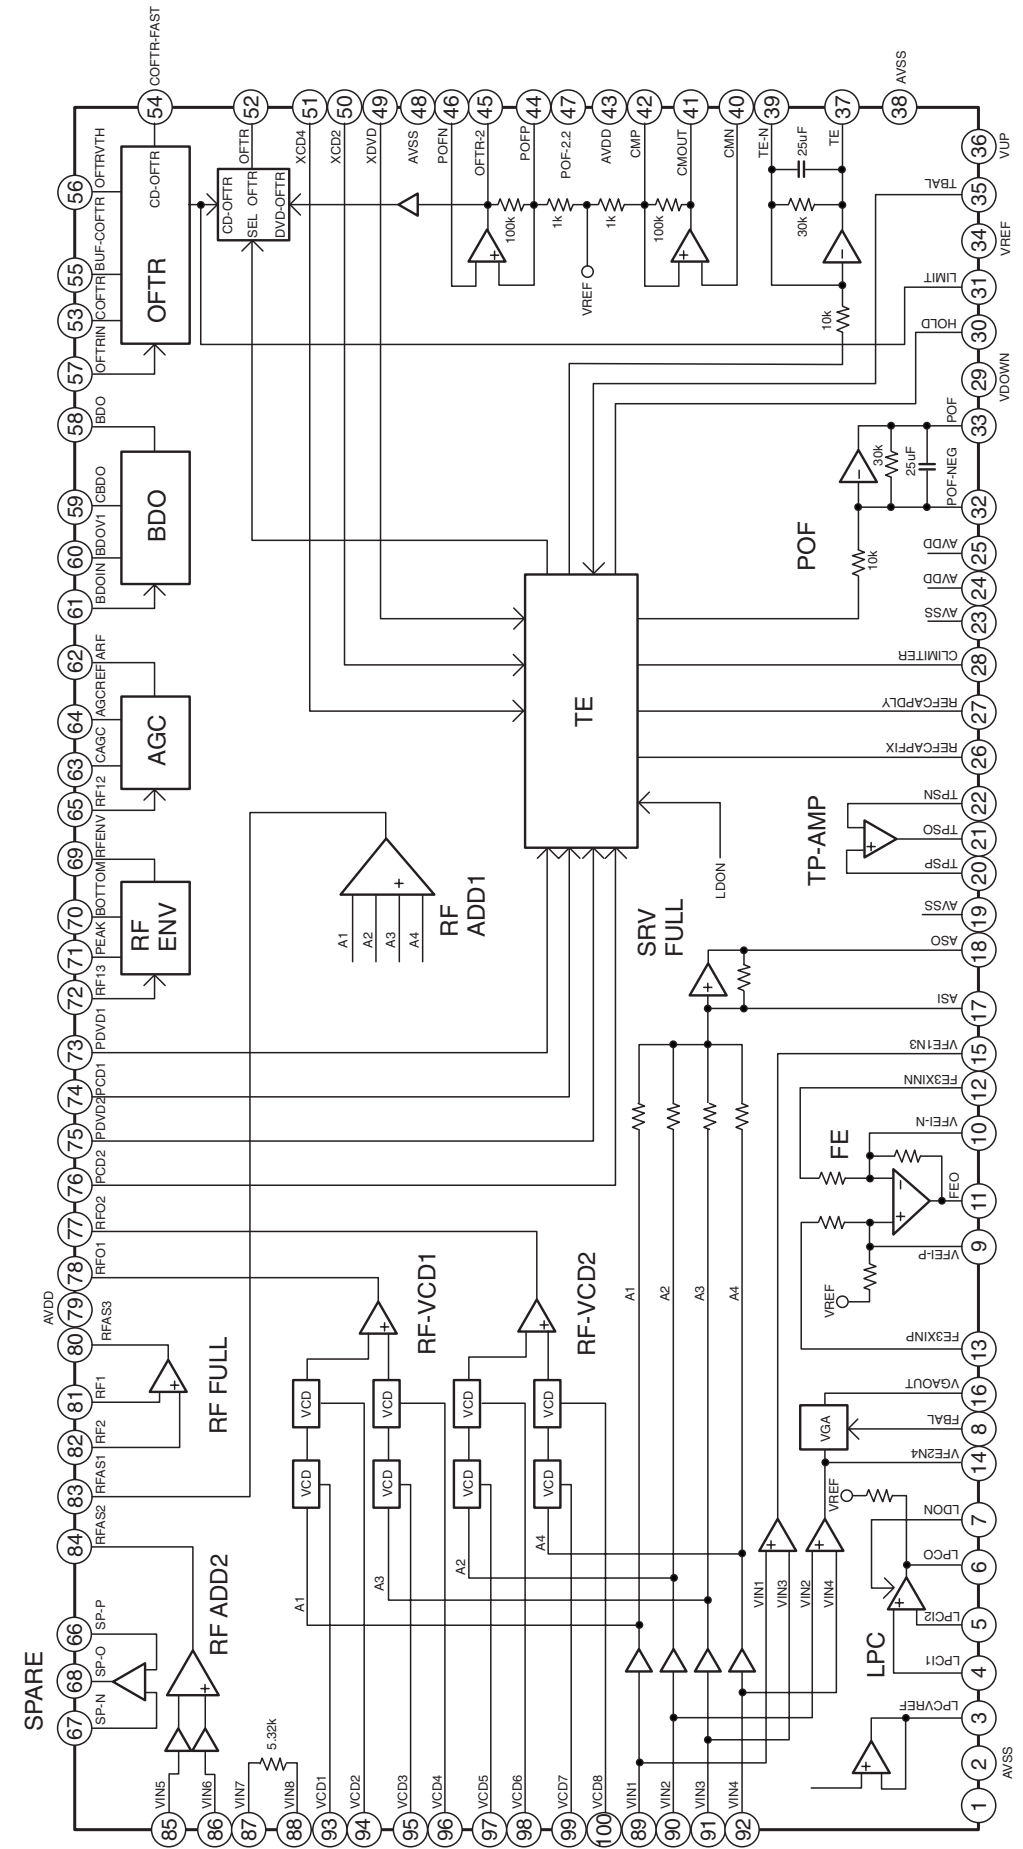 COFTR-FAST
54
52
51
50
49
48
46
45
44
47
43
42
41
40
39
37
38
AVSS
OFTR
XCD4
XCD2
XDVD
AVSS
POFN
OFTR-2
POFP
POF-2.2
AVDD
CMP
CMOUT
CMN
TE-N
25uF
TE
56
OFTRVTH
55
BUF-COFTR
53
COFTR
57
OFTRIN
CD-OFTR
OFTR
CD-OFTR
SEL OFTR
DVD-OFTR
100k
1k
1k
100k
30k
VREF
10k
+
+
–
36
VUP
35
TBAL
34
VREF
31
LIMIT
30
HOLD
29
VDOWN
33
POF
58
BDO
59
CBDO
60
BDOV1
61
BDOIN
BDO
30k
25uF
POF-NEG
–
32
POF
10k
25
AVDD
24
AVDD
23
AVSS
28
CLIMITER
27
REFCAPDLY
26
REFCAPFIX
62
ARF
64
AGCREF
63
CAGC
65
RF12
AGC
TE
22
TPSN
21
TPSO
20
TPSP
TP-AMP
+
69
RFENV
70
BOTTOM
71
PEAK
72
RF13
RF
ENV
A1
A2
A3
A4
+
RF
ADD1
LDON
SRV
FULL
19
AVSS
18
ASO
17
ASI
+
73
PDVD1
74
PCD1
75
PDVD2
76
PCD2
77
RFO2
78
RFO1
79
AVDD
80
RFAS3
81
RF1
82
RF2
83
RFAS1
84
RFAS2
15
VFE1N3
12
FE3XINN
10
VFEI-N
11
FEO
9
VFEI-P
FE
–
+
VREF
13
FE3XINP
A1
A2
A3
A4
RF-VCD1
+
RF-VCD2
+
RF FULL
+
VCD
VCD
VCD
VCD
VCD
VCD
VCD
VCD
16
VGAOUT
8
FBAL
14
VFE2N4
VGA
VREF
7
LDON
6
LPCO
5
LPCI2
4
LPCI1
LPC
+
A1
A3
A2
A4
VIN1
VIN3
VIN2
VIN4
+
+
SPARE
66
SP-P
68
SP-O
67
SP-N
RF ADD2
+
5.32k
3
LPCVREF
+
2
AVSS
1
VIN5
VIN6
VIN7
VIN8
VCD1
VCD2
VCD3
VCD4
VCD5
VCD6
VCD7
VCD8
VIN1
VIN2
VIN3
VIN4
85
86
87
88
93
94
95
96
97
98
99
100
89
90
91
92